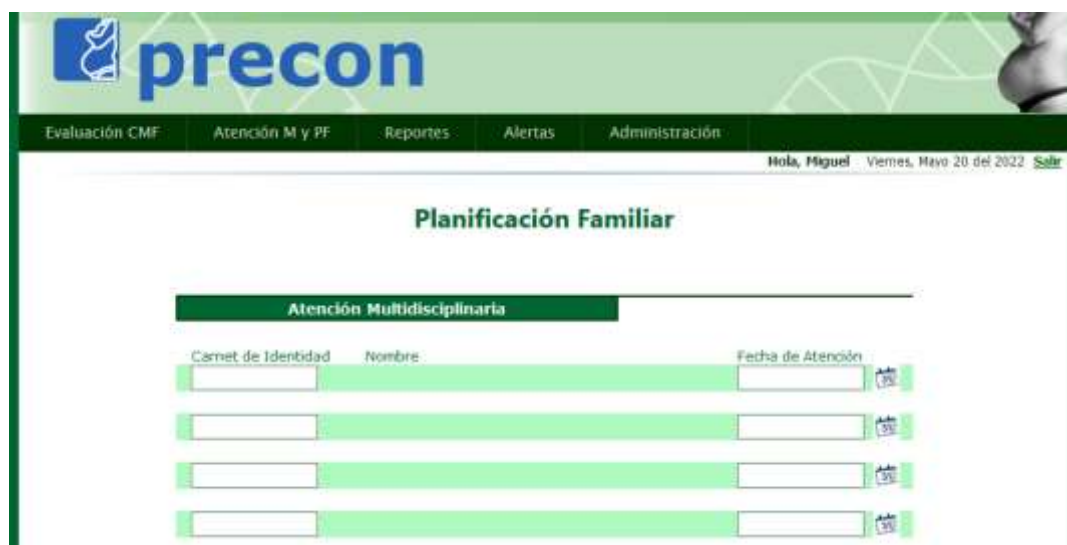 precon
Evaluación CMF Atención M y PF Reportes Alertas Administración
Hola, Miguel Viernes, Mayo 20 del 2022 Salir
Planificación Familiar
Atención Multidisciplinaria
Carnet de Identidad Nombre Fecha de Atención